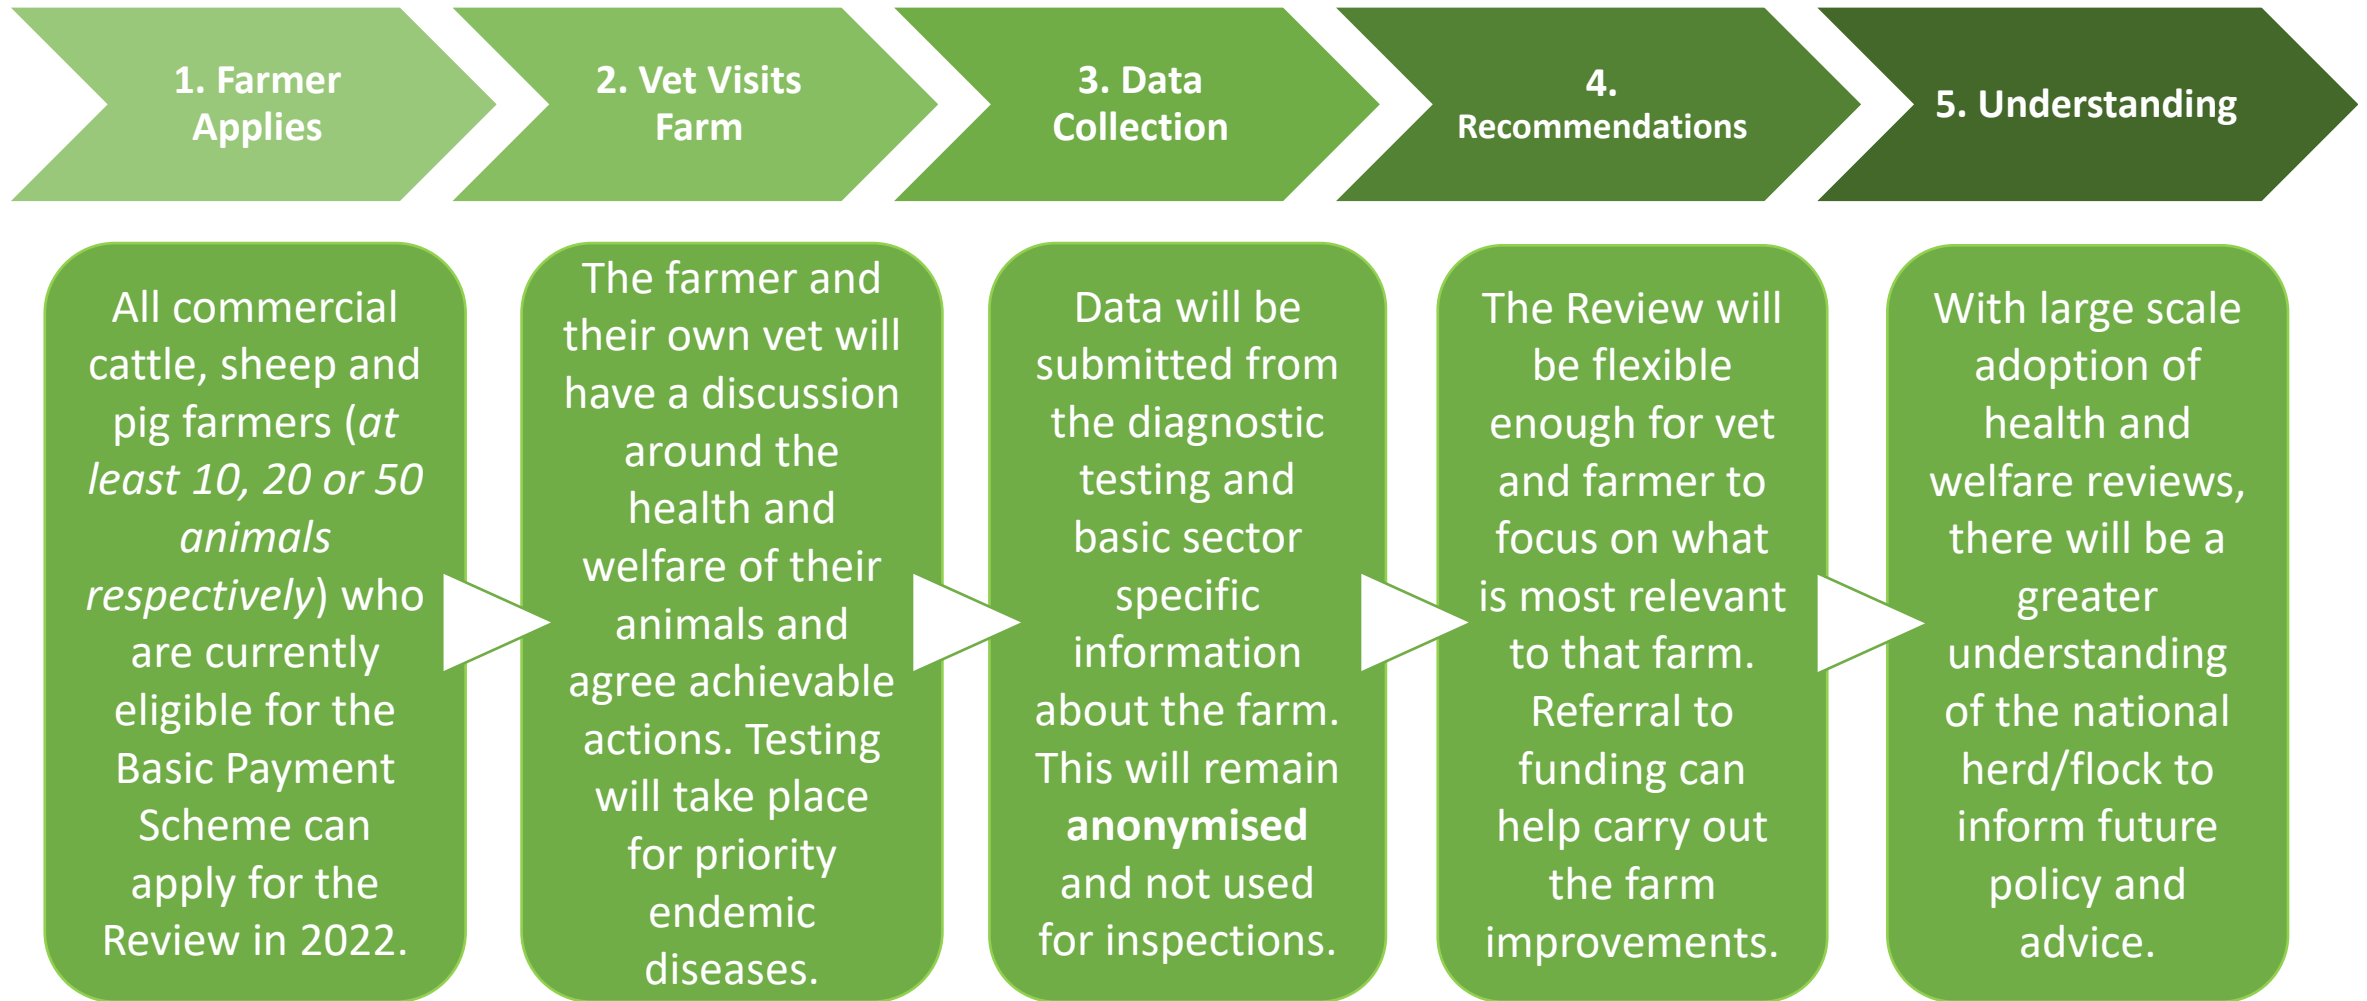 1. Farmer
Applies
2. Vet Visits
Farm
3. Data
Collection
4.
Recommendations
5. Understanding
All commercial
cattle, sheep and
pig farmers (at
least 10, 20 or 50
animals
respectively) who
are currently
eligible for the
Basic Payment
Scheme can
apply for the
Review in 2022.
The farmer and
their own vet will
have a discussion
around the
health and
welfare of their
animals and
agree achievable
actions. Testing
will take place
for priority
endemic
diseases.
Data will be
submitted from
the diagnostic
testing and
basic sector
specific
information
about the farm.
This will remain
anonymised
and not used
for inspections.
The Review will
be flexible
enough for vet
and farmer to
focus on what
is most relevant
to that farm.
Referral to
funding can
help carry out
the farm
improvements.
With large scale
adoption of
health and
welfare reviews,
there will be a
greater
understanding
of the national
herd/flock to
inform future
policy and
advice.